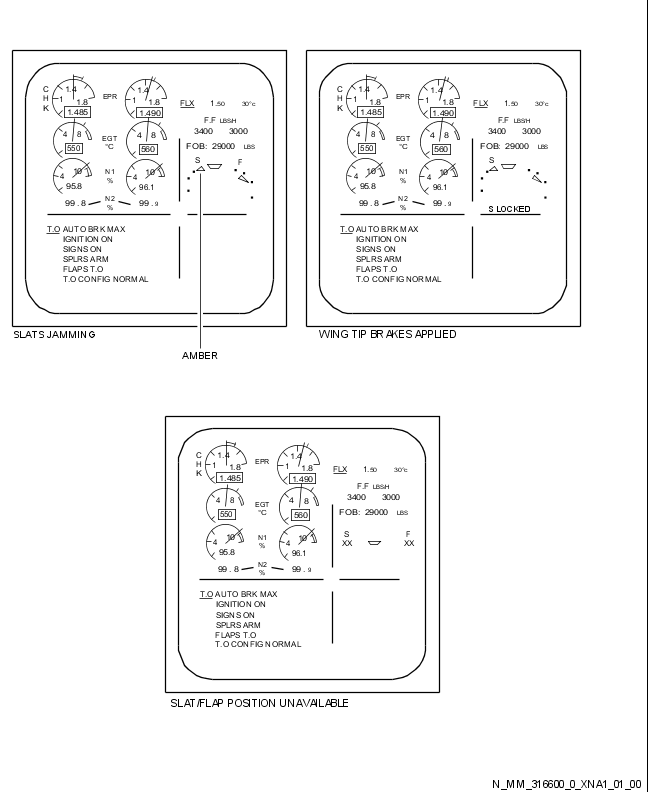 C H K
1.4 1 1.8 1.485 EPR 1.4 1 1.8 1.490 FLX 1.50 30°c
F.F LBS/H
3400 3000
4 8 550 EGT °C 4 8 560 FOB: 29000 LBS
S F
4 10 95.8 N1 % 4 10 96.1
99.8 N2 % 99.9
T.O AUTO BRK MAX
IGNITION ON
SIGNS ON
SPLRS ARM
FLAPS T.O
T.O CONFIG NORMAL
SLATS JAMMING
AMBER
C H K
1.4 1 1.8 1.485 EPR 1.4 1 1.8 1.490 FLX 1.50 30°c
F.F LBS/H
3400 3000
4 8 550 EGT °C 4 8 560 FOB: 29000 LBS
S F
4 10 95.8 N1 % 4 10 96.1
99.8 N2 % 99.9
S LOCKED
T.O AUTO BRK MAX
IGNITION ON
SIGNS ON
SPLRS ARM
FLAPS T.O
T.O CONFIG NORMAL
WING TIP BRAKES APPLIED
C H K
1.4 1 1.8 1.485 EPR 1.4 1 1.8 1.490 FLX 1.50 30°c
F.F LBS/H
3400 3000
4 8 550 EGT °C 4 8 560 FOB: 29000 LBS
S F
XX XX
4 10 95.8 N1 % 4 10 96.1
99.8 N2 % 99.9
T.O AUTO BRK MAX
IGNITION ON
SIGNS ON
SPLRS ARM
FLAPS T.O
T.O CONFIG NORMAL
SLAT/FLAP POSITION UNAVAILABLE
N_MM_316600_0_XNA1_01_00